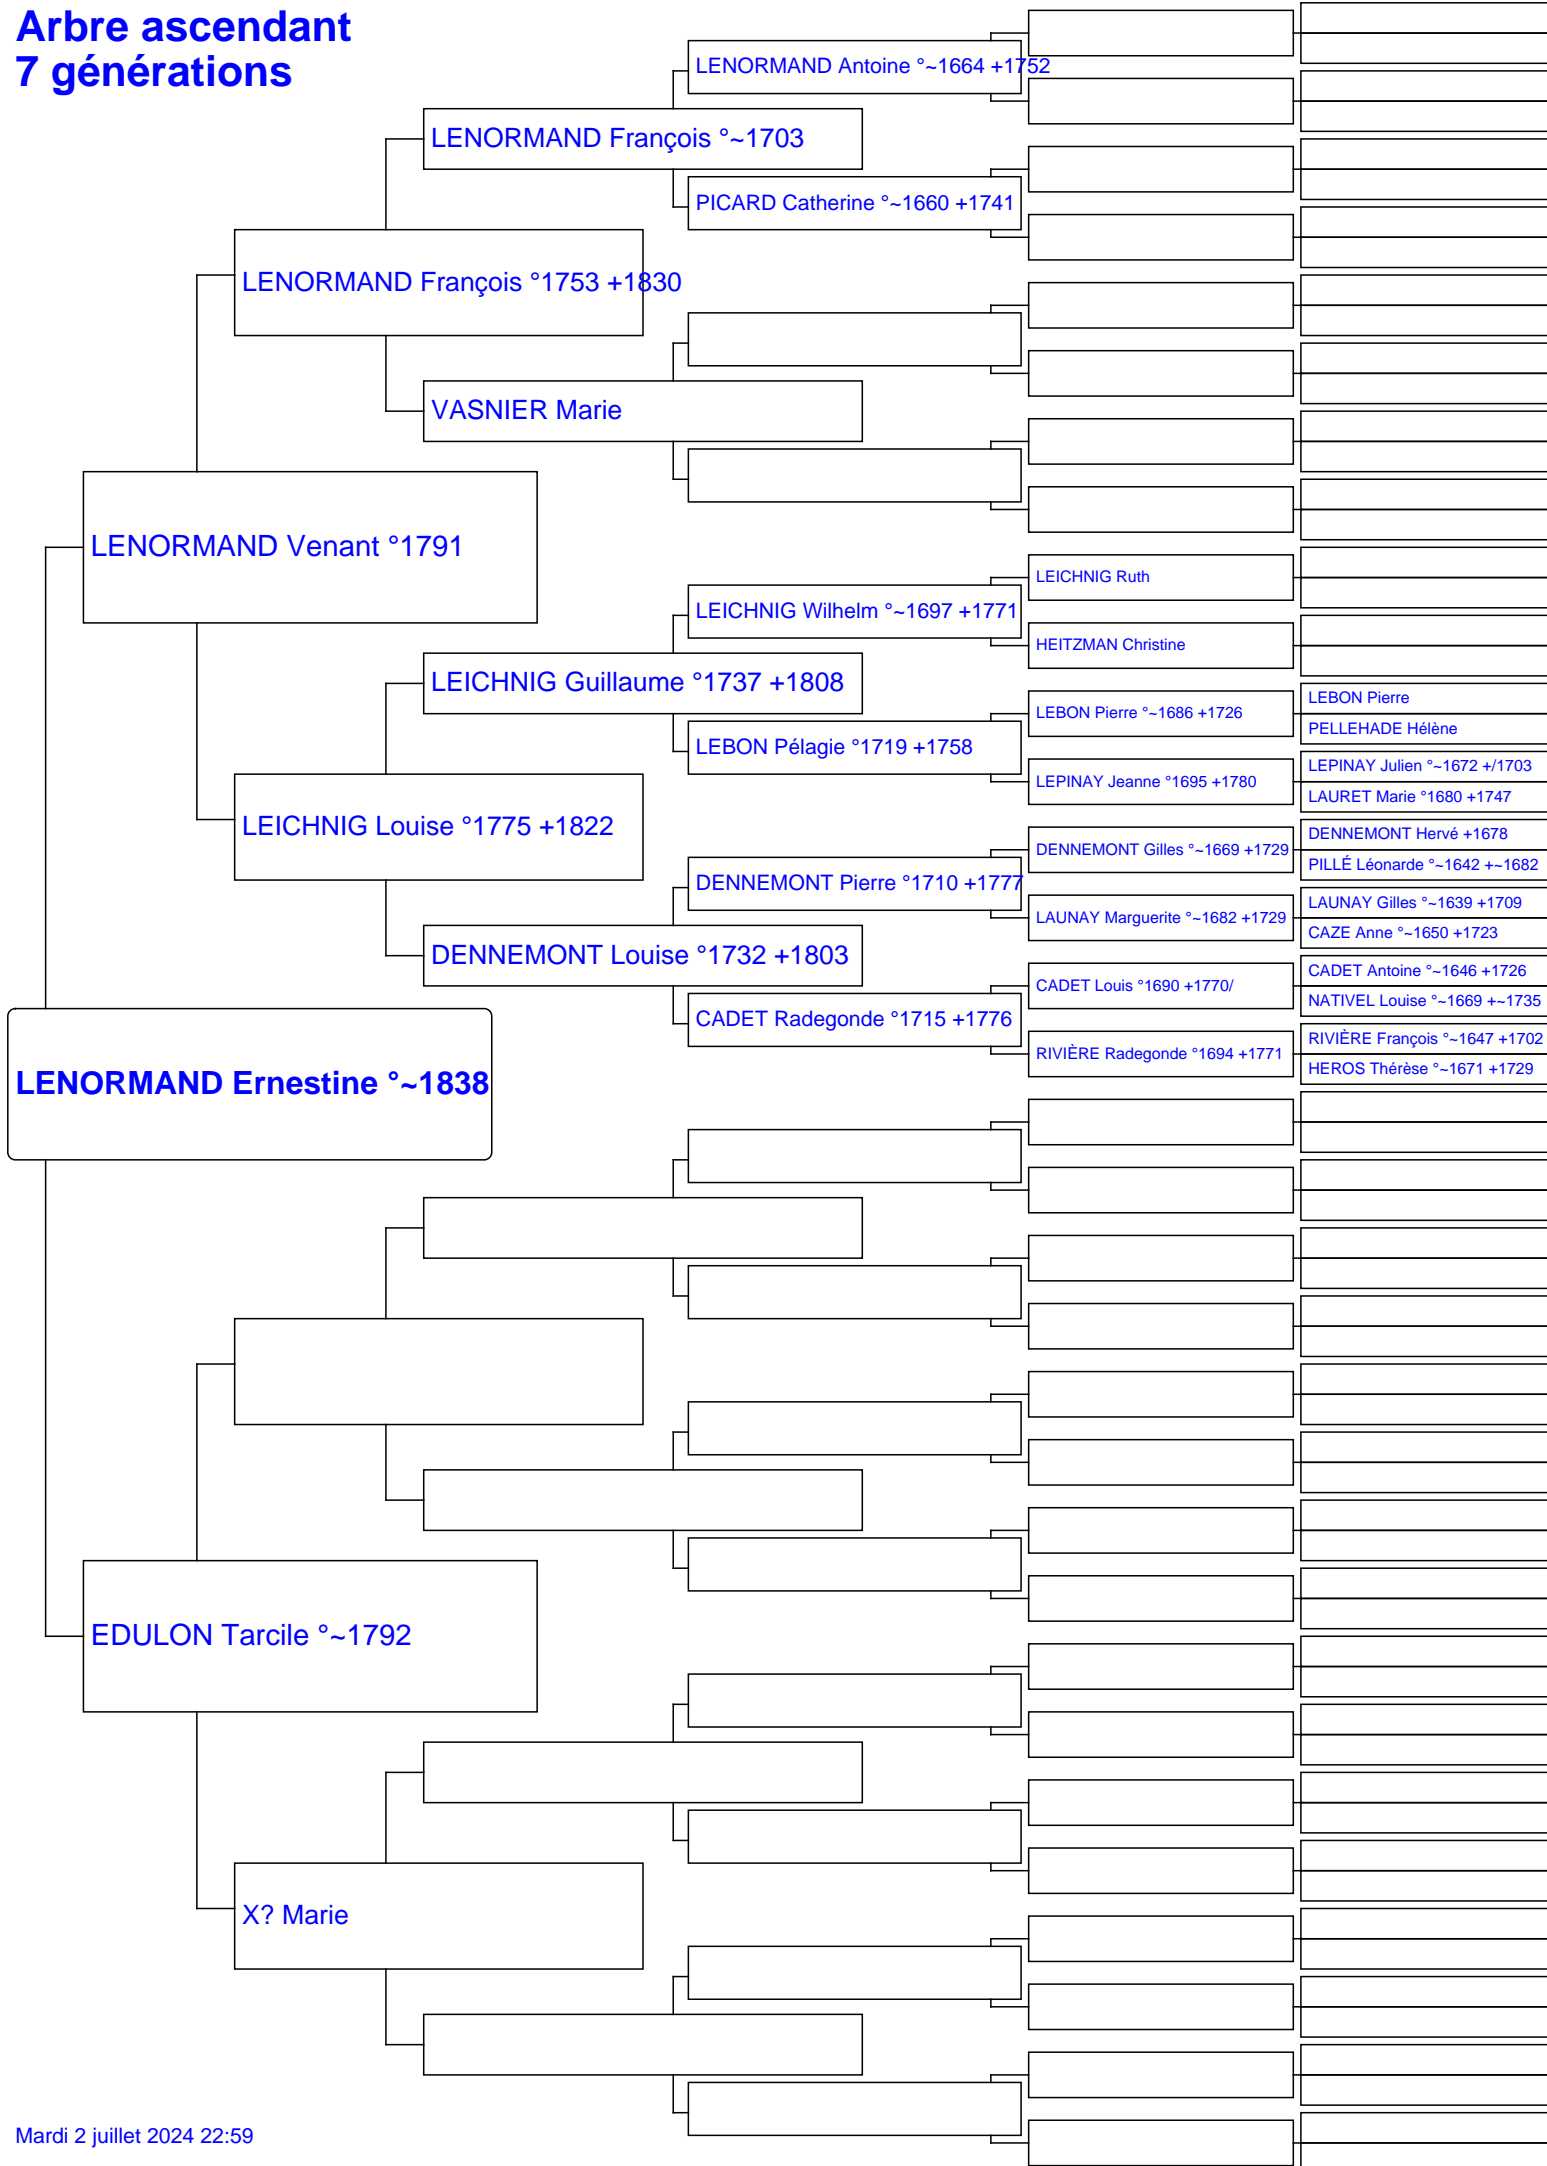 Arbre ascendant
7 générations
LENORMAND Antoine °~1664 +1752
LENORMAND François °~1703
PICARD Catherine °~1660 +1741
LENORMAND François °1753 +1830
VASNIER Marie
LENORMAND Venant °1791
LEICHNIG Ruth
LEICHNIG Wilhelm °~1697 +1771
HEITZMAN Christine
LEICHNIG Guillaume °1737 +1808
LEBON Pierre
LEBON Pierre °~1686 +1726
PELLEHADE Hélène
LEBON Pélagie °1719 +1758
LEPINAY Julien °~1672 +/1703
LEPINAY Jeanne °1695 +1780
LAURET Marie °1680 +1747
LEICHNIG Louise °1775 +1822
DENNEMONT Hervé +1678
DENNEMONT Gilles °~1669 +1729
PILLÉ Léonarde °~1642 +~1682
DENNEMONT Pierre °1710 +1777
LAUNAY Gilles °~1639 +1709
LAUNAY Marguerite °~1682 +1729
CAZE Anne °~1650 +1723
DENNEMONT Louise °1732 +1803
CADET Antoine °~1646 +1726
CADET Louis °1690 +1770/
NATIVEL Louise °~1669 +~1735
CADET Radegonde °1715 +1776
RIVIÈRE François °~1647 +1702
RIVIÈRE Radegonde °1694 +1771
HEROS Thérèse °~1671 +1729
LENORMAND Ernestine °~1838
EDULON Tarcile °~1792
X? Marie
Mardi 2 juillet 2024 22:59